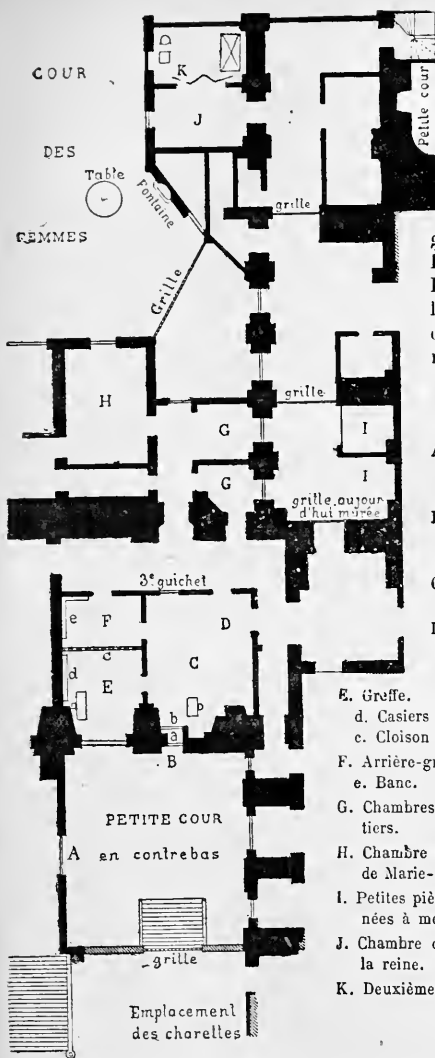 COUR
DES
FEMMES
Table
Fontaine
Grille
K
J
Petite cour
grille
H
G
G
grille
I
I
grille aujour
d'hui murée
3e guichet
e
F
c
d
E
D
C
b
a
B
PETITE COUR
en contrebas
A
grille
Emplacement
des charettes
E. Greffe.
d. Casiers
c. Cloison
F. Arrière-gr
e. Banc.
G. Chambres
tiers.
H. Chambre
de Marie-
I. Petites piè
nées à me
J. Chambre d
la reine.
K. Deuxième